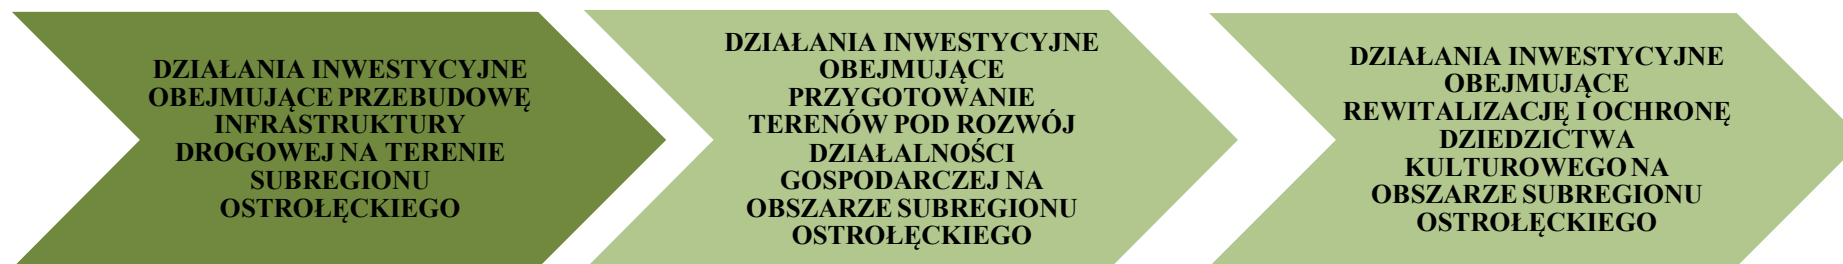 DZIAŁANIA INWESTYCYJNE
OBEJMUJĄCE PRZEBUDOWĘ
INFRASTRUKTURY
DROGOWEJ NA TERENIE
SUBREGIONU
OSTROŁĘCKIEGO
DZIAŁANIA INWESTYCYJNE
OBEJMUJĄCE
PRZYGOTOWANIE
TERENÓW POD ROZWÓJ
DZIAŁALNOŚCI
GOSPODARCZEJ NA
OBSZARZE SUBREGIONU
OSTROŁĘCKIEGO
DZIAŁANIA INWESTYCYJNE
OBEJMUJĄCE
REWITALIZACJĘ I OCHRONĘ
DZIEDZICTWA
KULTUROWEGO NA
OBSZARZE SUBREGIONU
OSTROŁĘCKIEGO